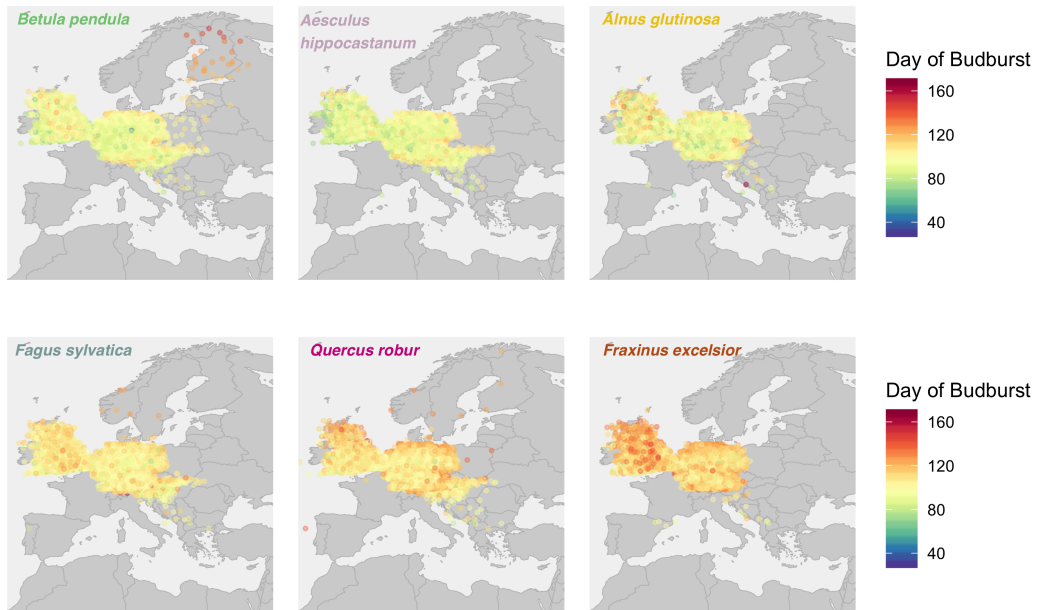 Betula pendula
Aesculus
hippocastanum
Alnus glutinosa
Day of Budburst
160
120
80
40
Fagus sylvatica
Quercus robur
Fraxinus excelsior
Day of Budburst
160
120
80
40